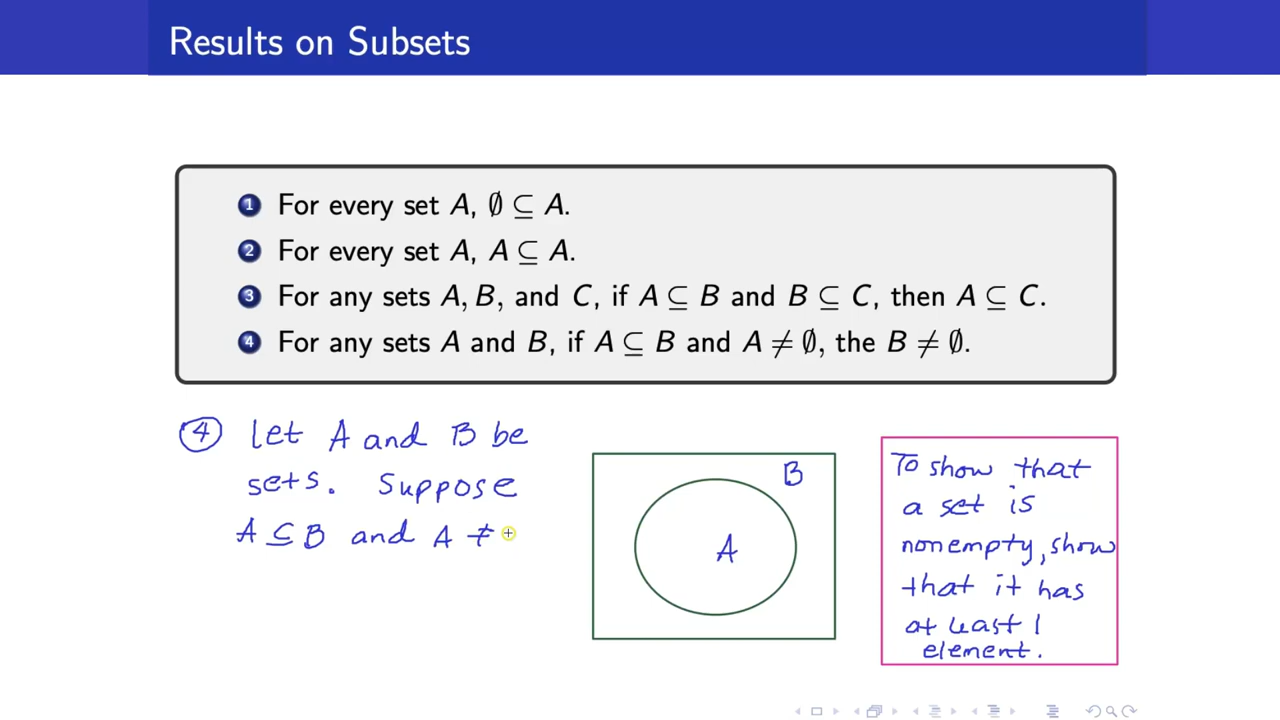 Results on Subsets
1 For every set A, ∅ ⊆ A.
2 For every set A, A ⊆ A.
3 For any sets A, B, and C, if A ⊆ B and B ⊆ C, then A ⊆ C.
4 For any sets A and B, if A ⊆ B and A ≠ ∅, the B ≠ ∅.
4 Let A and B be
sets. Suppose
A ⊆ B and A ≠
B
A
To show that
a set is
nonempty, show
that it has
at least 1
element.